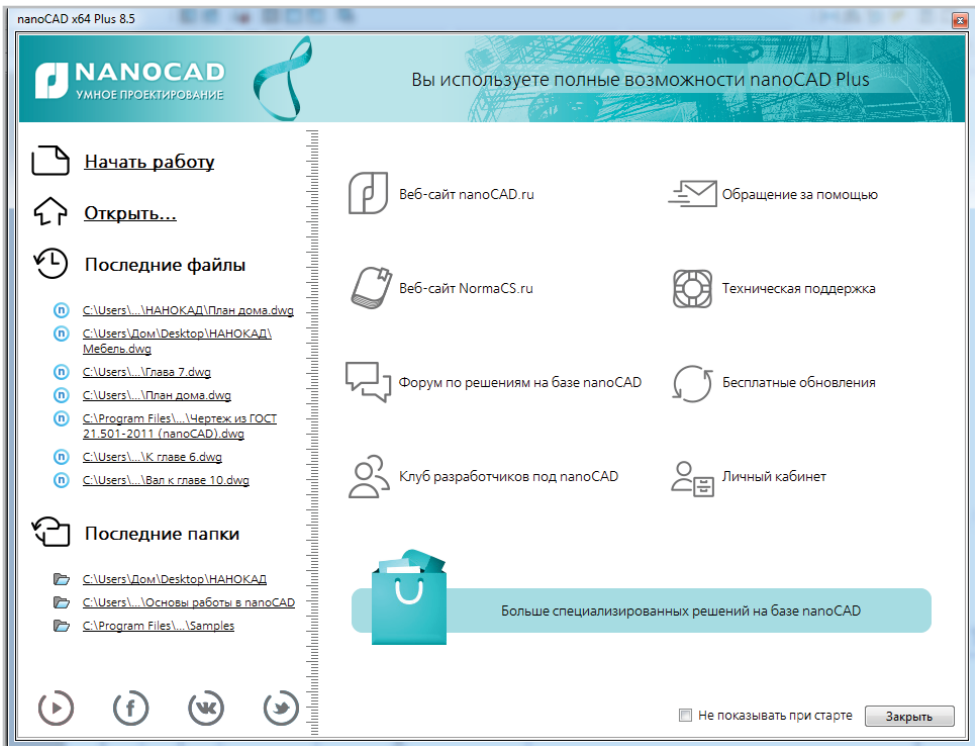 nanoCAD x64 Plus 8.5
NANOCAD
УМНОЕ ПРОЕКТИРОВАНИЕ
Вы используете полные возможности nanoCAD Plus
Начать работу
Открыть...
Последние файлы
C:\Users\...\НАНОКАД\План дома.dwg
C:\Users\Дом\Desktop\НАНОКАД\
Мебель.dwg
C:\Users\...\Глава 7.dwg
C:\Users\...\План дома.dwg
C:\Program Files\...\Чертеж из ГОСТ
21.501-2011 (nanoCAD).dwg
C:\Users\...\К главе 6.dwg
C:\Users\...\Вал к главе 10.dwg
Последние папки
C:\Users\Дом\Desktop\НАНОКАД
C:\Users\...\Основы работы в nanoCAD
C:\Program Files\...\Samples
Веб-сайт nanoCAD.ru
Обращение за помощью
Веб-сайт NormaCS.ru
Техническая поддержка
Форум по решениям на базе nanoCAD
Бесплатные обновления
Клуб разработчиков под nanoCAD
Личный кабинет
Больше специализированных решений на базе nanoCAD
Не показывать при старте
Закрыть